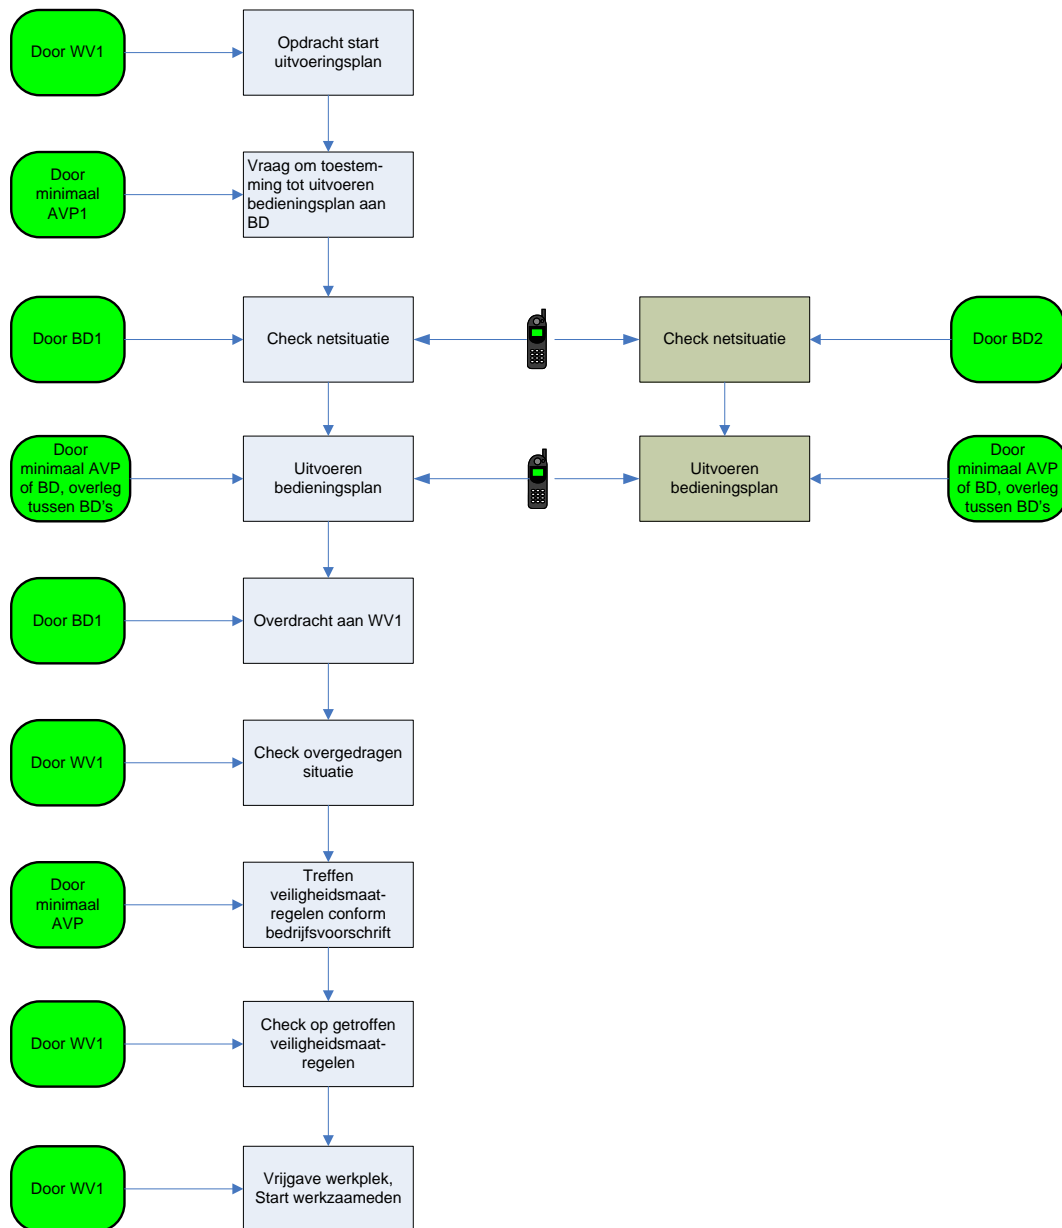 Door WV1
Opdracht start
uitvoeringsplan
Door
minimaal
AVP1
Vraag om toestem-
ming tot uitvoeren
bedieningsplan aan
BD
Door BD1
Check netsituatie
Check netsituatie
Door BD2
Door
minimaal AVP
of BD, overleg
tussen BD's
Uitvoeren
bedieningsplan
Uitvoeren
bedieningsplan
Door
minimaal AVP
of BD, overleg
tussen BD's
Door BD1
Overdracht aan WV1
Door WV1
Check overgedragen
situatie
Door
minimaal
AVP
Treffen
veiligheidsmaat-
regelen conform
bedrijfsvoorschrift
Door WV1
Check op getroffen
veiligheidsmaat-
regelen
Door WV1
Vrijgave werkplek,
Start werkzaameden